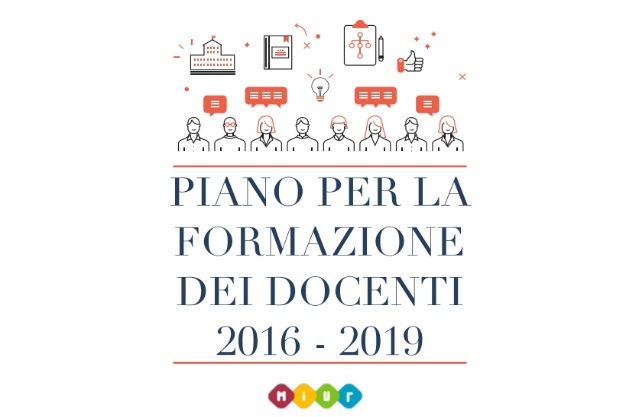 PIANO PER LA
FORMAZIONE
DEI DOCENTI
2016 - 2019
MIUR